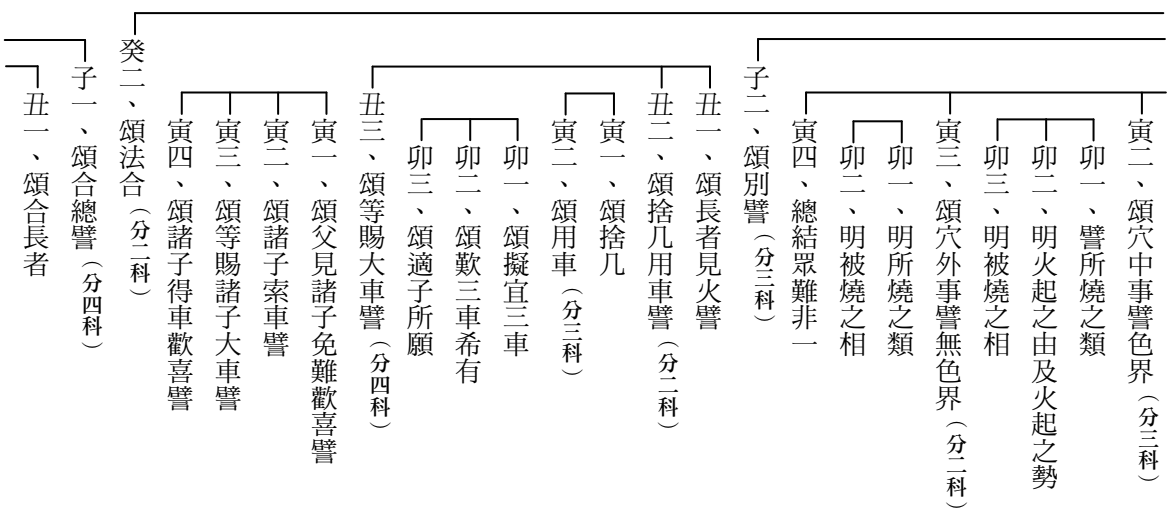 寅二、頌穴中事譬色界（分三科）
卯一、譬所燒之類
卯二、明火起之由及火起之勢
卯三、明被燒之相
寅三、頌穴外事譬無色界（分二科）
卯一、明所燒之類
卯二、明被燒之相
寅四、總結眾難非一
子二、頌別譬（分三科）
丑一、頌長者見火譬
丑二、頌捨几用車譬（分二科）
寅一、頌捨几
寅二、頌用車（分三科）
卯一、頌擬宜三車
卯二、頌歎三車希有
卯三、頌適子所願
丑三、頌等賜大車譬（分四科）
寅一、頌父見諸子免難歡喜譬
寅二、頌諸子索車譬
寅三、頌等賜諸子大車譬
寅四、頌諸子得車歡喜譬
癸二、頌法合（分二科）
子一、頌合總譬（分四科）
丑一、頌合長者